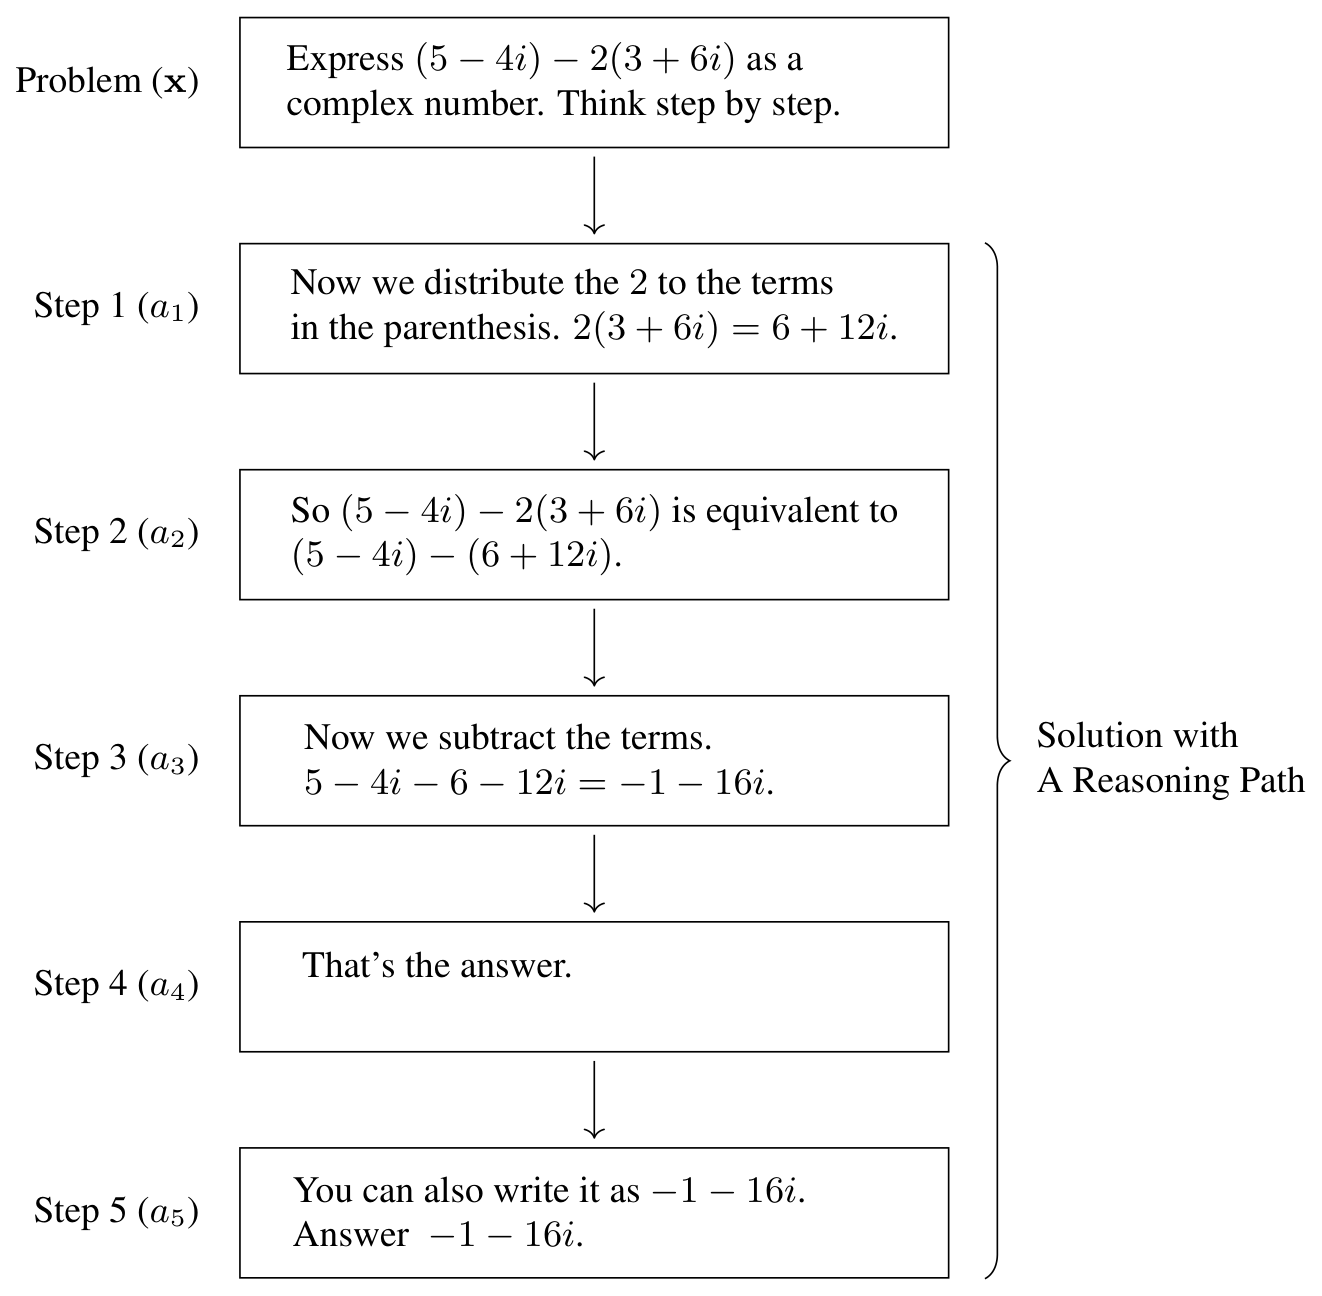 Problem (x)
Express (5 − 4i) − 2(3 + 6i) as a
complex number. Think step by step.
Step 1 (a₁)
Now we distribute the 2 to the terms
in the parenthesis. 2(3 + 6i) = 6 + 12i.
Step 2 (a₂)
So (5 − 4i) − 2(3 + 6i) is equivalent to
(5 − 4i) − (6 + 12i).
Step 3 (a₃)
Now we subtract the terms.
5 − 4i − 6 − 12i = −1 − 16i.
Solution with
A Reasoning Path
Step 4 (a₄)
That’s the answer.
Step 5 (a₅)
You can also write it as −1 − 16i.
Answer −1 − 16i.